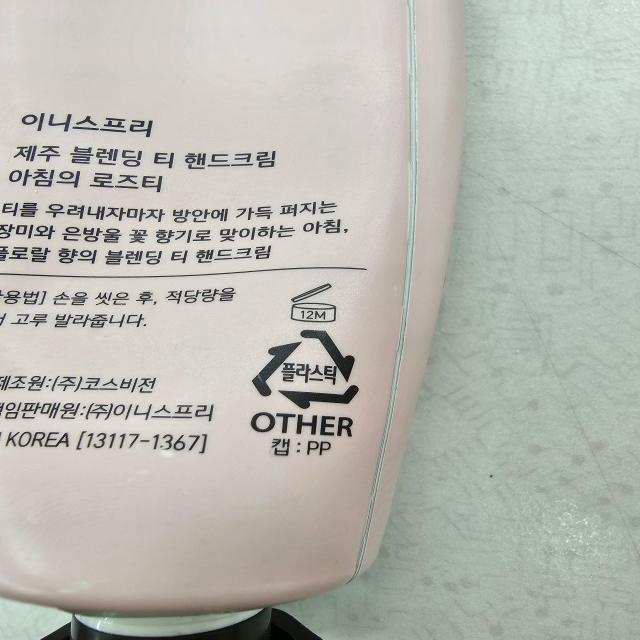 이니스프리
제주 블렌딩 티 핸드크림
아침의 로즈티
티를 우려내자마자 방안에 가득 퍼지는
장미와 은방울 꽃 향기로 맞이하는 아침,
플로랄 향의 블렌딩 티 핸드크림
용법] 손을 씻은 후, 적당량을
고루 발라줍니다.
12M
플라스틱
제조원:(주)코스비전
책임판매원:(주)이니스프리
KOREA [13117-1367]
OTHER
캡 : PP